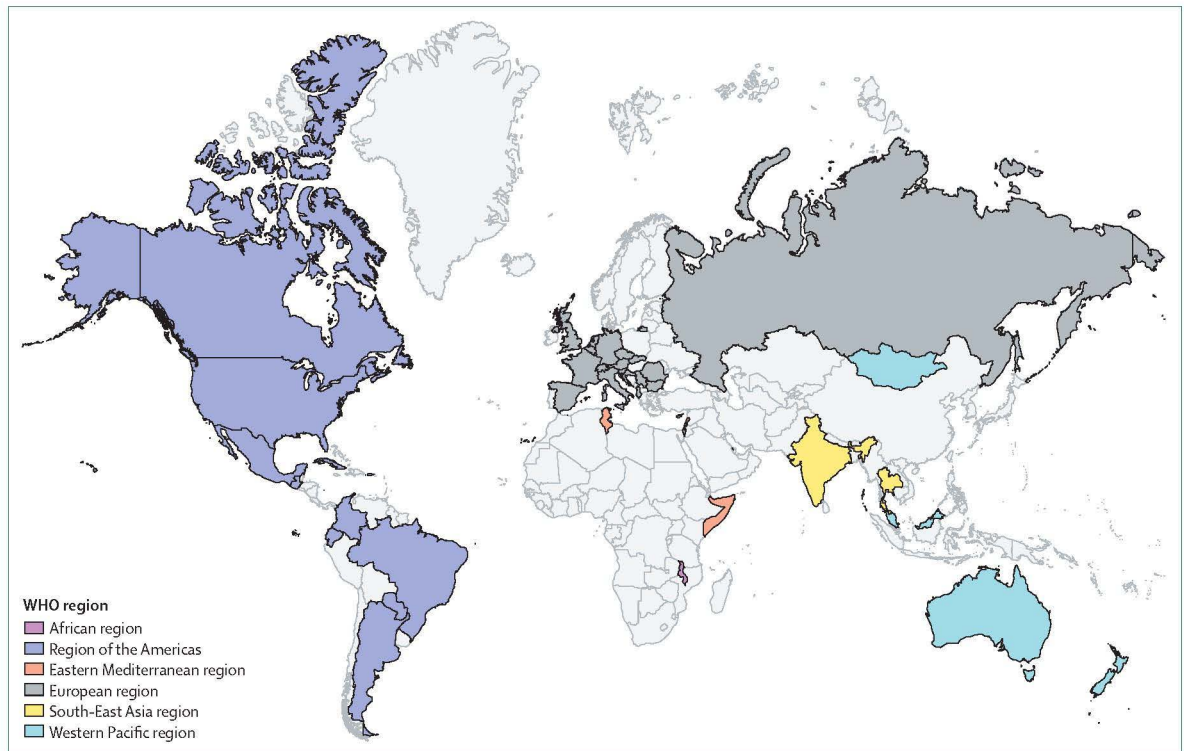 WHO region
African region
Region of the Americas
Eastern Mediterranean region
European region
South-East Asia region
Western Pacific region